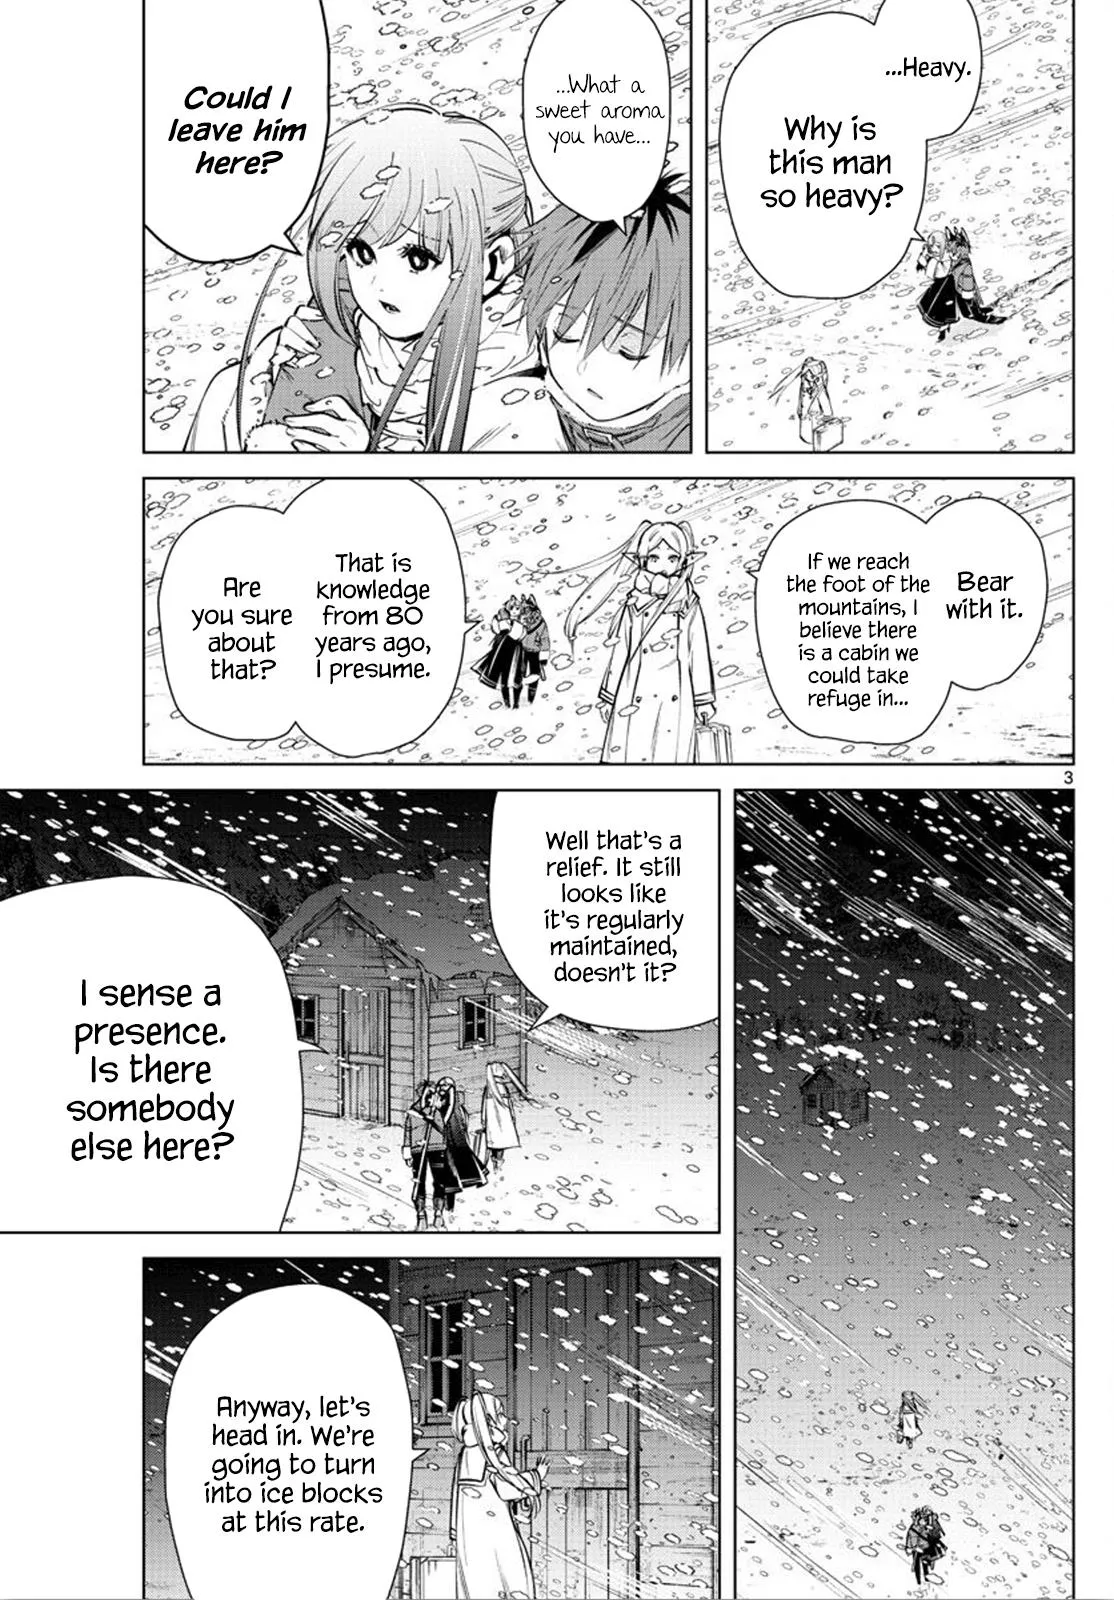 ...Heavy.
Why is
this man
so heavy?
...What a
sweet aroma
you have...
Could I
leave him
here?
Bear
with it.
If we reach
the foot of the
mountains, I
believe there
is a cabin we
could take
refuge in...
That is
knowledge
from 80
years ago,
I presume.
Are
you sure
about
that?
3
Well that's a
relief. It still
looks like
it's regularly
maintained,
doesn't it?
I sense a
presence.
Is there
somebody
else here?
Anyway, let's
head in. We're
going to turn
into ice blocks
at this rate.